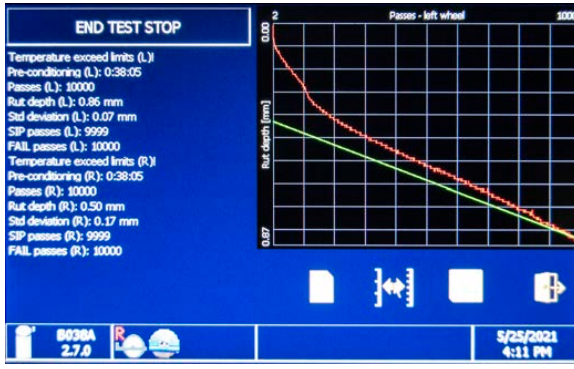 END TEST STOP
Temperature exceed limits (L)!
Pre-conditioning (L): 0:38:05
Passes (L): 10000
Rut depth (L): 0.86 mm
Std deviation (L): 0.07 mm
SIP passes (L): 9999
FAIL passes (L): 10000
Temperature exceed limits (R)!
Pre-conditioning (R): 0:38:05
Passes (R): 10000
Rut depth (R): 0.50 mm
Std deviation (R): 0.17 mm
SIP passes (R): 9999
FAIL passes (R): 10000
2 Passes - left wheel 1000
0.00
Rut depth [mm]
0.87
B038A
2.7.0
R
5/25/2021
4:11 PM